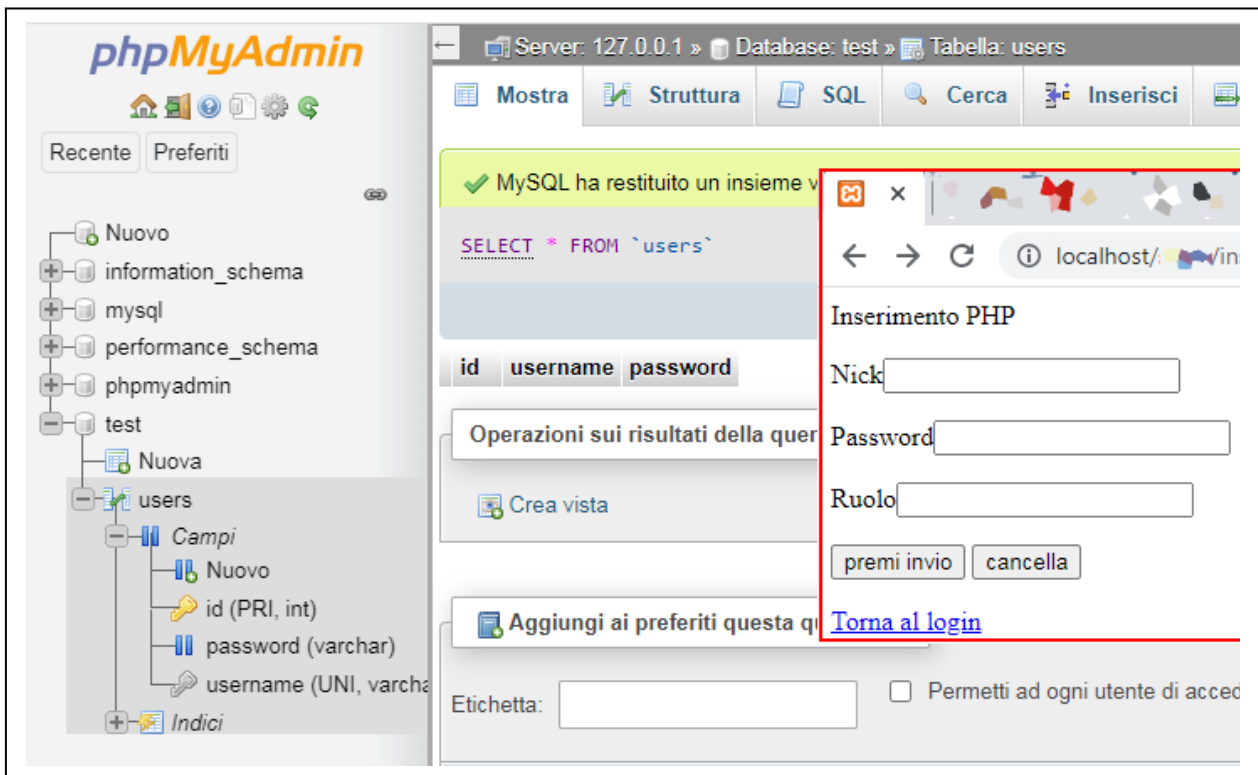 phpMyAdmin
Recente Preferiti
Nuovo
information_schema
mysql
performance_schema
phpmyadmin
test
Nuova
users
Campi
Nuovo
id (PRI, int)
password (varchar)
username (UNI, varcha
Indici
Server: 127.0.0.1 » Database: test » Tabella: users
Mostra Struttura SQL Cerca Inserisci
MySQL ha restituito un insieme v
SELECT * FROM `users`
id username password
Operazioni sui risultati della quer
Crea vista
Aggiungi ai preferiti questa q
Etichetta:
Permetti ad ogni utente di acced
localhost/ /in
Inserimento PHP
Nick
Password
Ruolo
premi invio cancella
Torna al login